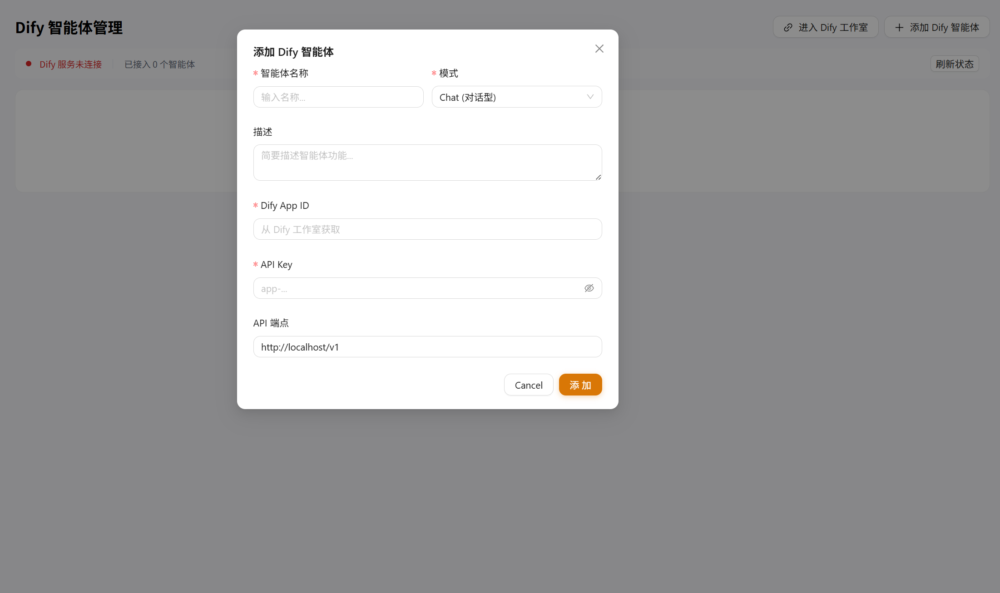 Dify 智能体管理
进入 Dify 工作室
添加 Dify 智能体
Dify 服务未连接
已接入 0 个智能体
刷新状态
添加 Dify 智能体
* 智能体名称
* 模式
输入名称...
Chat (对话型)
描述
简要描述智能体功能...
* Dify App ID
从 Dify 工作室获取
* API Key
app-...
API 端点
http://localhost/v1
Cancel
添 加